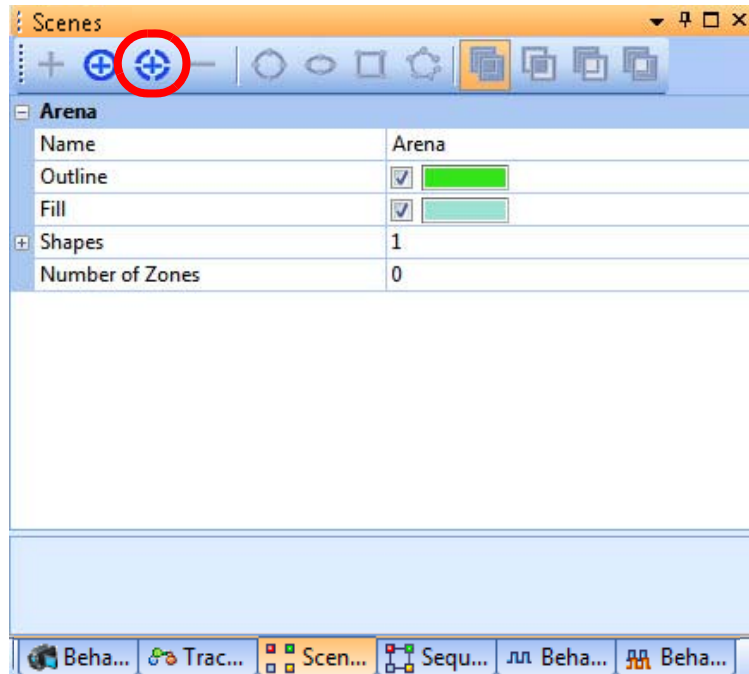 Scenes
Arena
Name Arena
Outline
Fill
Shapes 1
Number of Zones 0
Beha... Trac... Scen... Sequ... Beha... Beha...